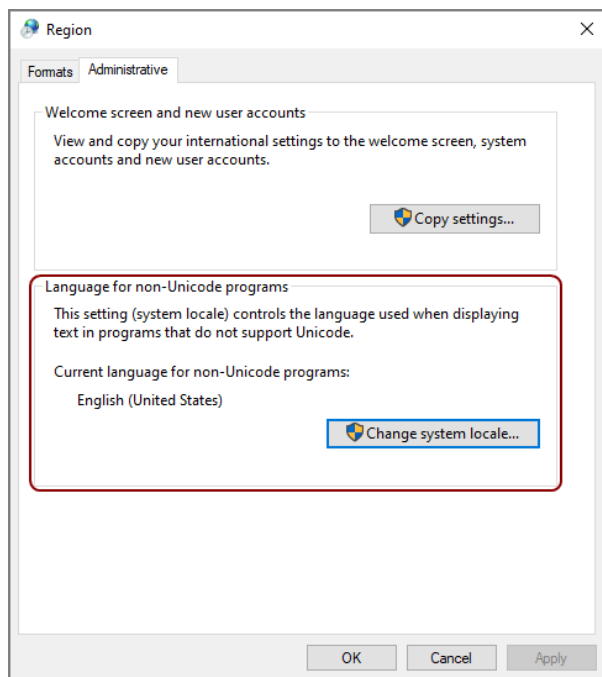 Region
Formats
Administrative
Welcome screen and new user accounts
View and copy your international settings to the welcome screen, system
accounts and new user accounts.
Copy settings...
Language for non-Unicode programs
This setting (system locale) controls the language used when displaying
text in programs that do not support Unicode.
Current language for non-Unicode programs:
English (United States)
Change system locale...
OK
Cancel
Apply